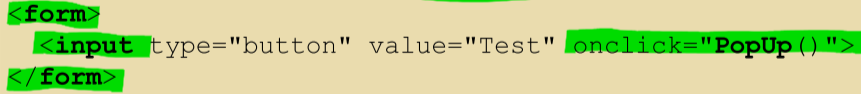 <form>
<input type="button" value="Test" onclick="PopUp()">
</form>